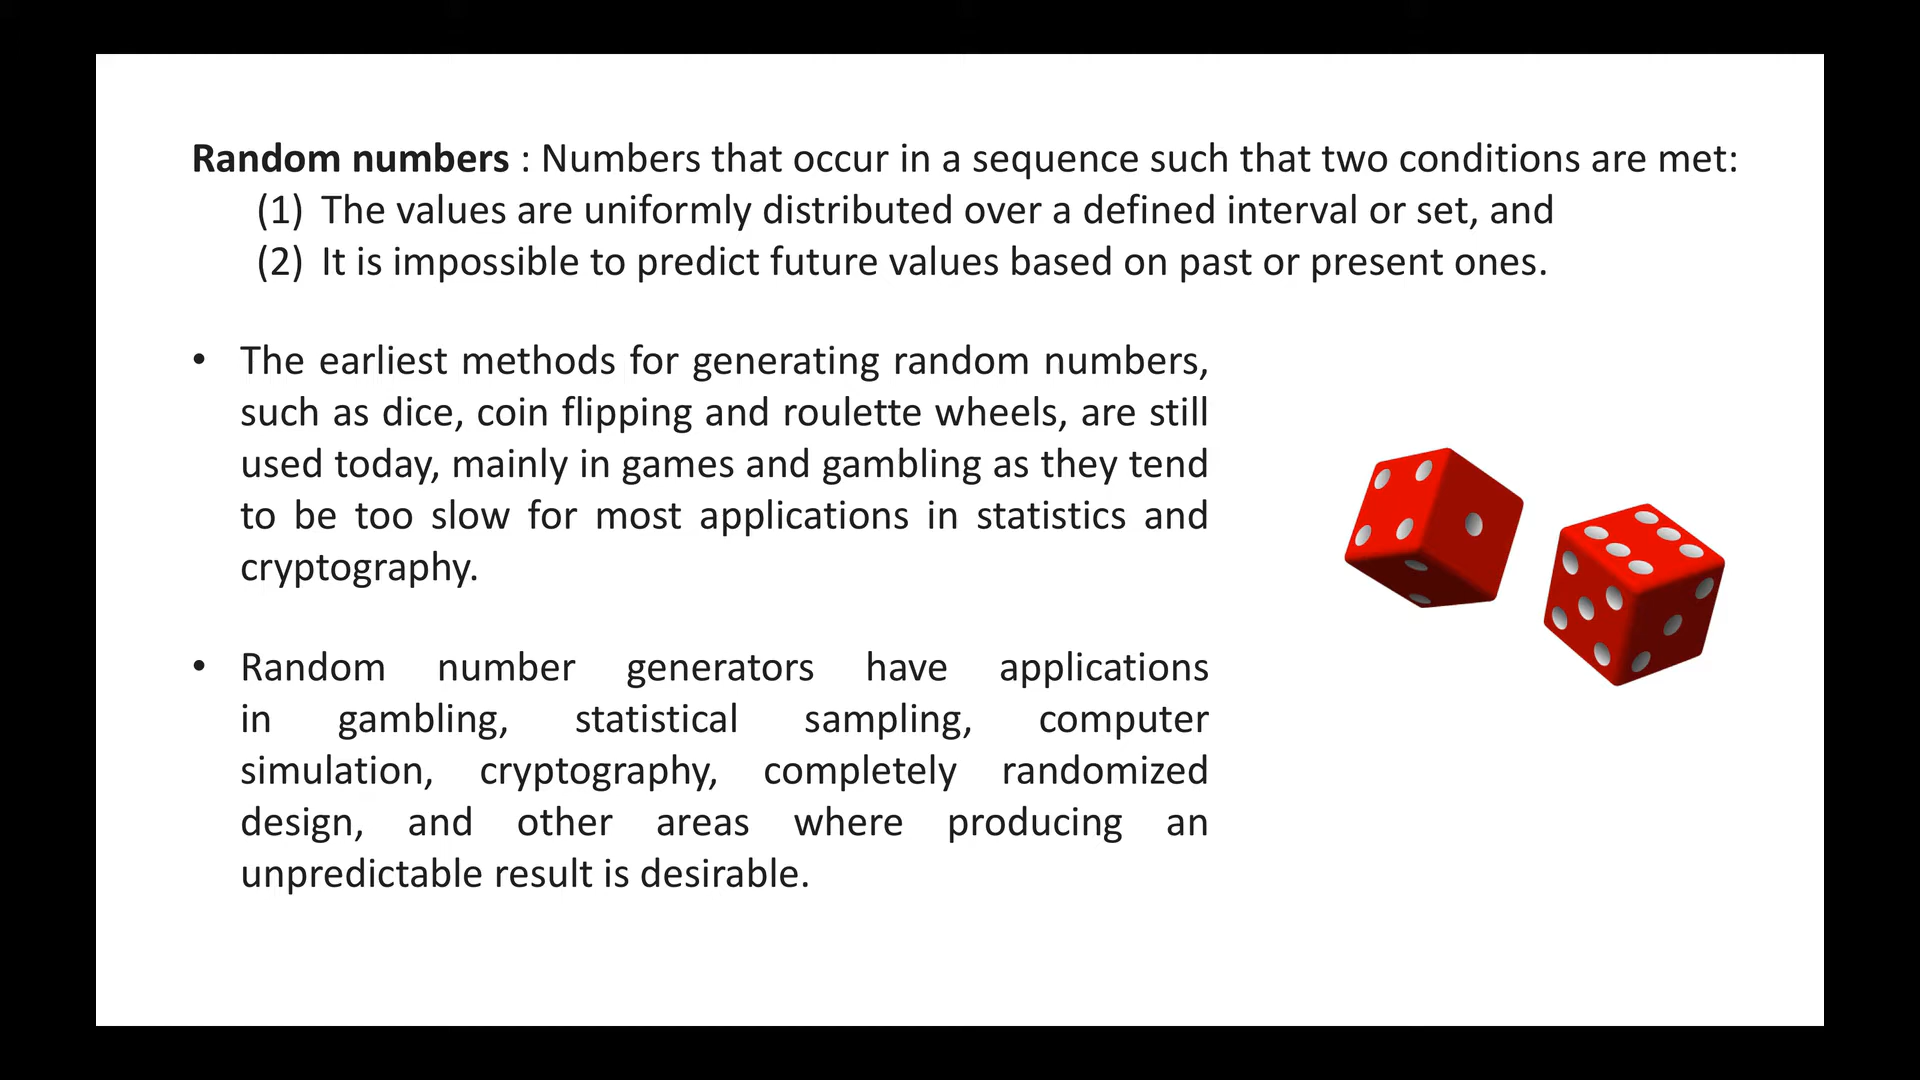 Random numbers : Numbers that occur in a sequence such that two conditions are met:
(1) The values are uniformly distributed over a defined interval or set, and
(2) It is impossible to predict future values based on past or present ones.
• The earliest methods for generating random numbers,
such as dice, coin flipping and roulette wheels, are still
used today, mainly in games and gambling as they tend
to be too slow for most applications in statistics and
cryptography.
• Random number generators have applications
in gambling, statistical sampling, computer
simulation, cryptography, completely randomized
design, and other areas where producing an
unpredictable result is desirable.